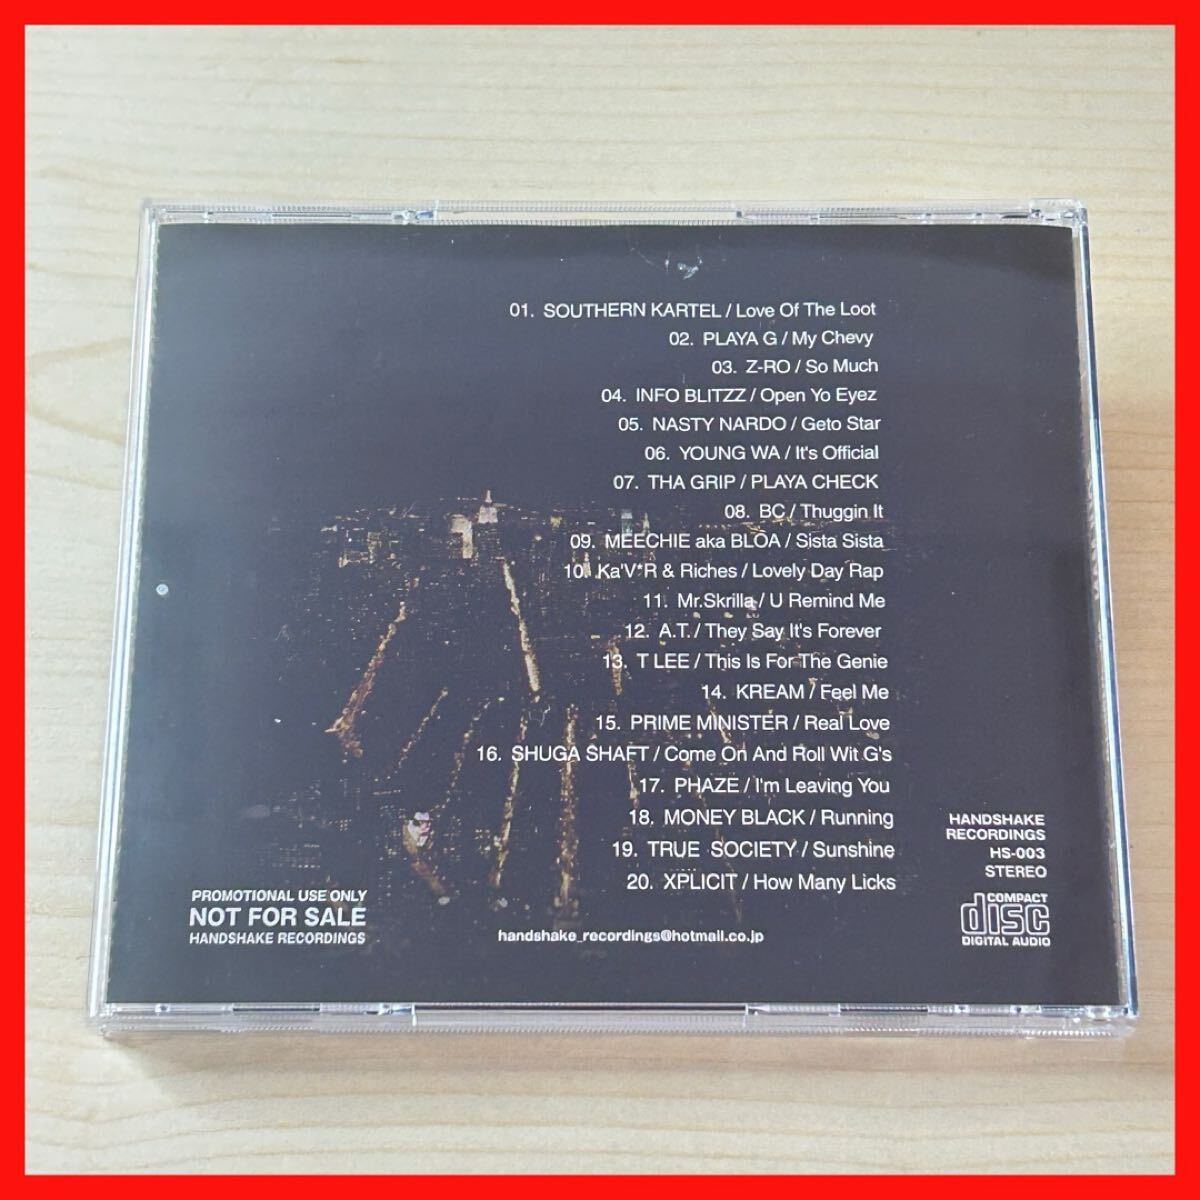 01. SOUTHERN KARTEL / Love Of The Loot
02. PLAYA G / My Chevy
03. Z-RO / So Much
04. INFO BLITZZ / Open Yo Eyez
05. NASTY NARDO / Geto Star
06. YOUNG WA / It's Official
07. THA GRIP / PLAYA CHECK
08. BC / Thuggin It
09. MEECHIE aka BLOA / Sista Sista
10. Ka'V*R & Riches / Lovely Day Rap
11. Mr.Skrilla / U Remind Me
12. A.T. / They Say It's Forever
13. T LEE / This Is For The Genie
14. KREAM / Feel Me
15. PRIME MINISTER / Real Love
16. SHUGA SHAFT / Come On And Roll Wit G's
17. PHAZE / I'm Leaving You
18. MONEY BLACK / Running
19. TRUE SOCIETY / Sunshine
20. XPLICIT / How Many Licks
HANDSHAKE
RECORDINGS
HS-003
STEREO
COMPACT
disc
DIGITAL AUDIO
PROMOTIONAL USE ONLY
NOT FOR SALE
HANDSHAKE RECORDINGS
handshake_recordings@hotmail.co.jp